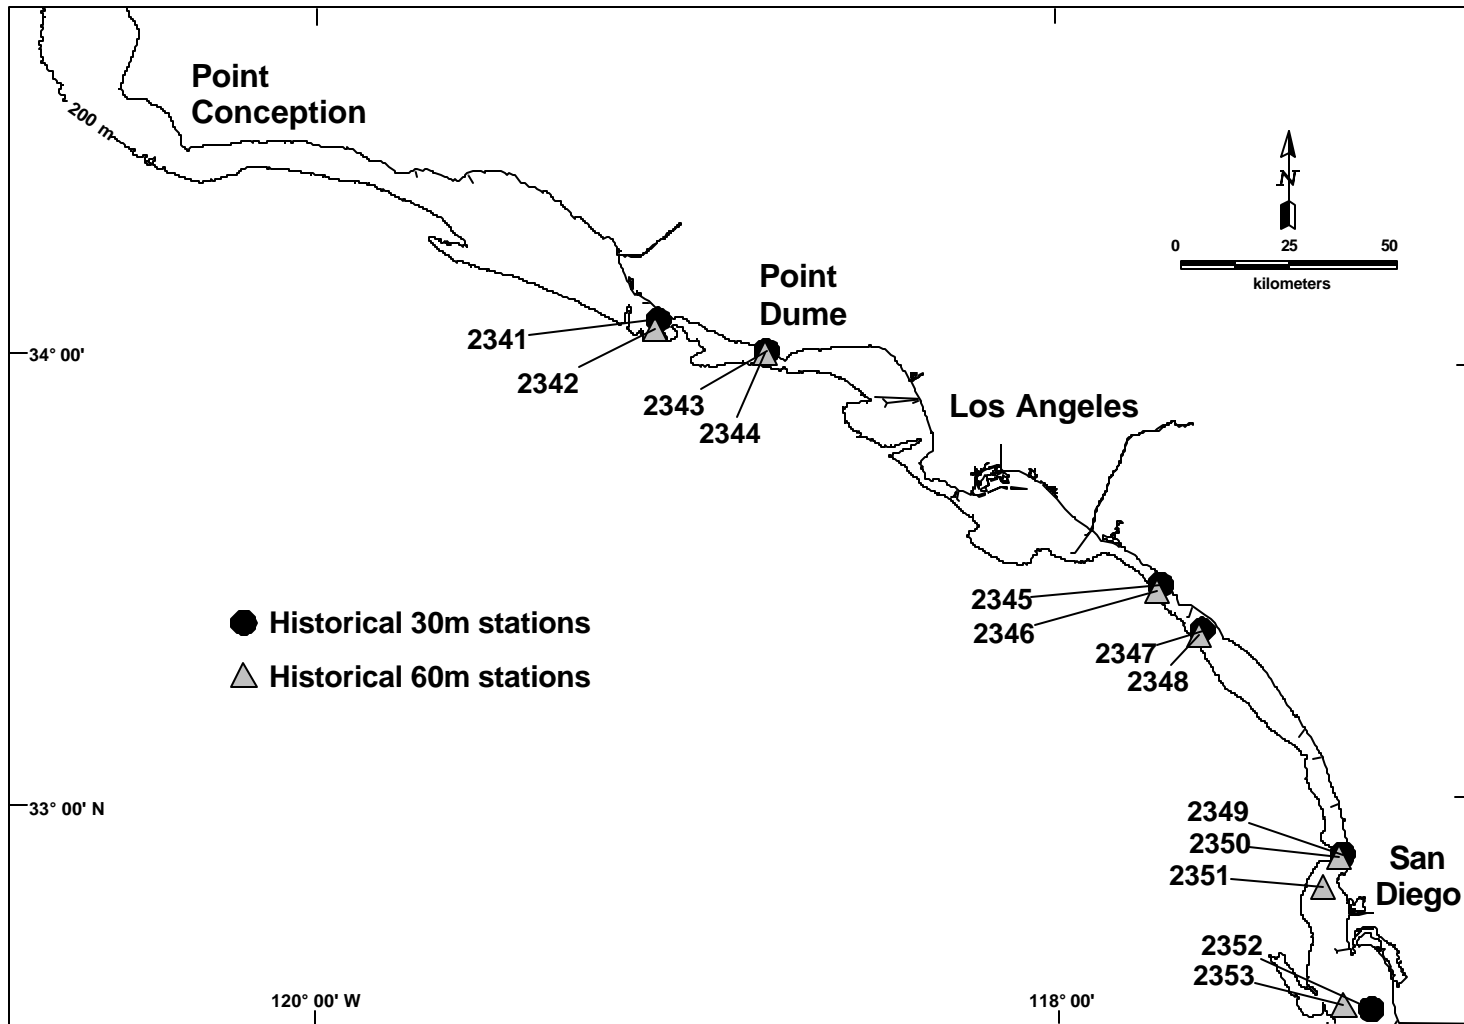 Point
Conception
200 m
N
0 25 50
kilometers
Point
Dume
2341
34° 00'
2342
2343
2344
Los Angeles
2345
2346
Historical 30m stations
2347
Historical 60m stations
2348
33° 00' N
2349
2350
San
Diego
2351
2352
2353
120° 00' W
118° 00'